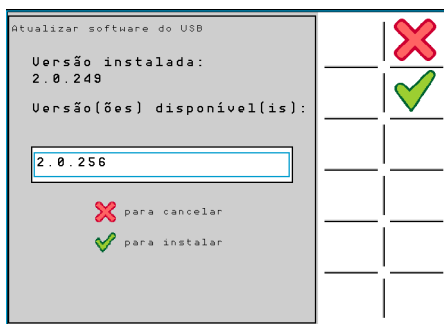 Atualizar software do USB
Versão instalada:
2.0.249
Versão(ões) disponível(is):
2.0.256
para cancelar
para instalar